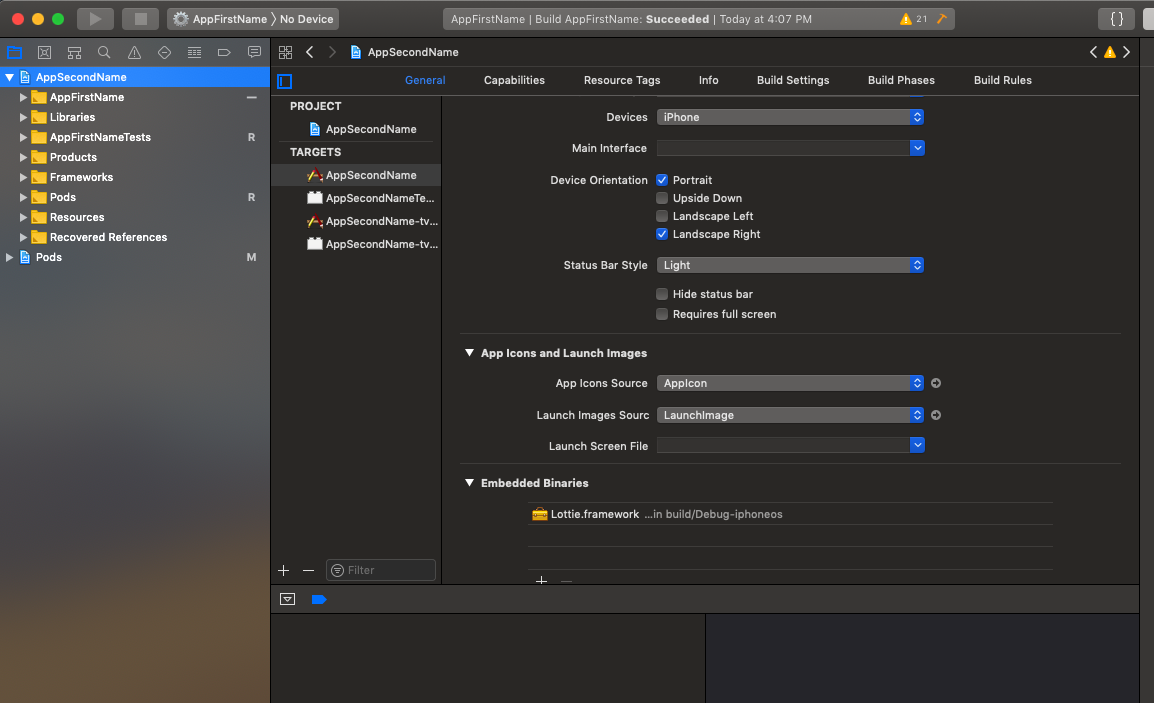 AppFirstName ⟩ No Device
AppFirstName | Build AppFirstName: Succeeded | Today at 4:07 PM
21
{}
AppSecondName
AppFirstName
Libraries
AppFirstNameTests R
Products
Frameworks
Pods R
Resources
Recovered References
Pods M
AppSecondName
General Capabilities Resource Tags Info Build Settings Build Phases Build Rules
PROJECT
AppSecondName
TARGETS
AppSecondName
AppSecondNameTe...
AppSecondName-tv...
AppSecondName-tv...
Filter
Devices iPhone
Main Interface
Device Orientation Portrait
Upside Down
Landscape Left
Landscape Right
Status Bar Style Light
Hide status bar
Requires full screen
App Icons and Launch Images
App Icons Source AppIcon
Launch Images Sourc LaunchImage
Launch Screen File
Embedded Binaries
Lottie.framework ...in build/Debug-iphoneos